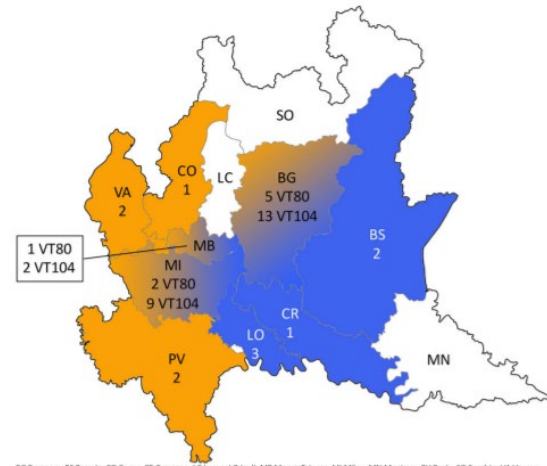 SO
CO
1
LC
BG
5 VT80
13 VT104
VA
2
BS
2
1 VT80
2 VT104
MB
MI
2 VT80
9 VT104
CR
1
LO
3
PV
2
MN